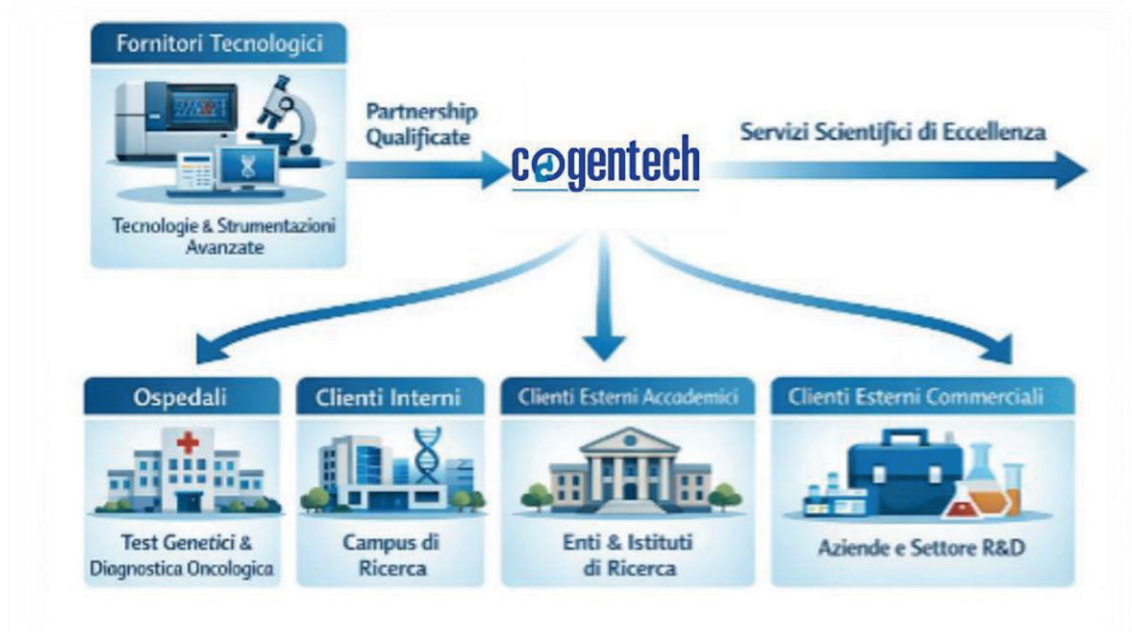 Fornitori Tecnologici
Tecnologie & Strumentazioni
Avanzate
Partnership
Qualificate
cogentech
Servizi Scientifici di Eccellenza
Ospedali
Test Genetici &
Diagnostica Oncologica
Clienti Interni
Campus di
Ricerca
Clienti Esterni Accademici
Enti & Istituti
di Ricerca
Clienti Esterni Commerciali
Aziende e Settore R&D